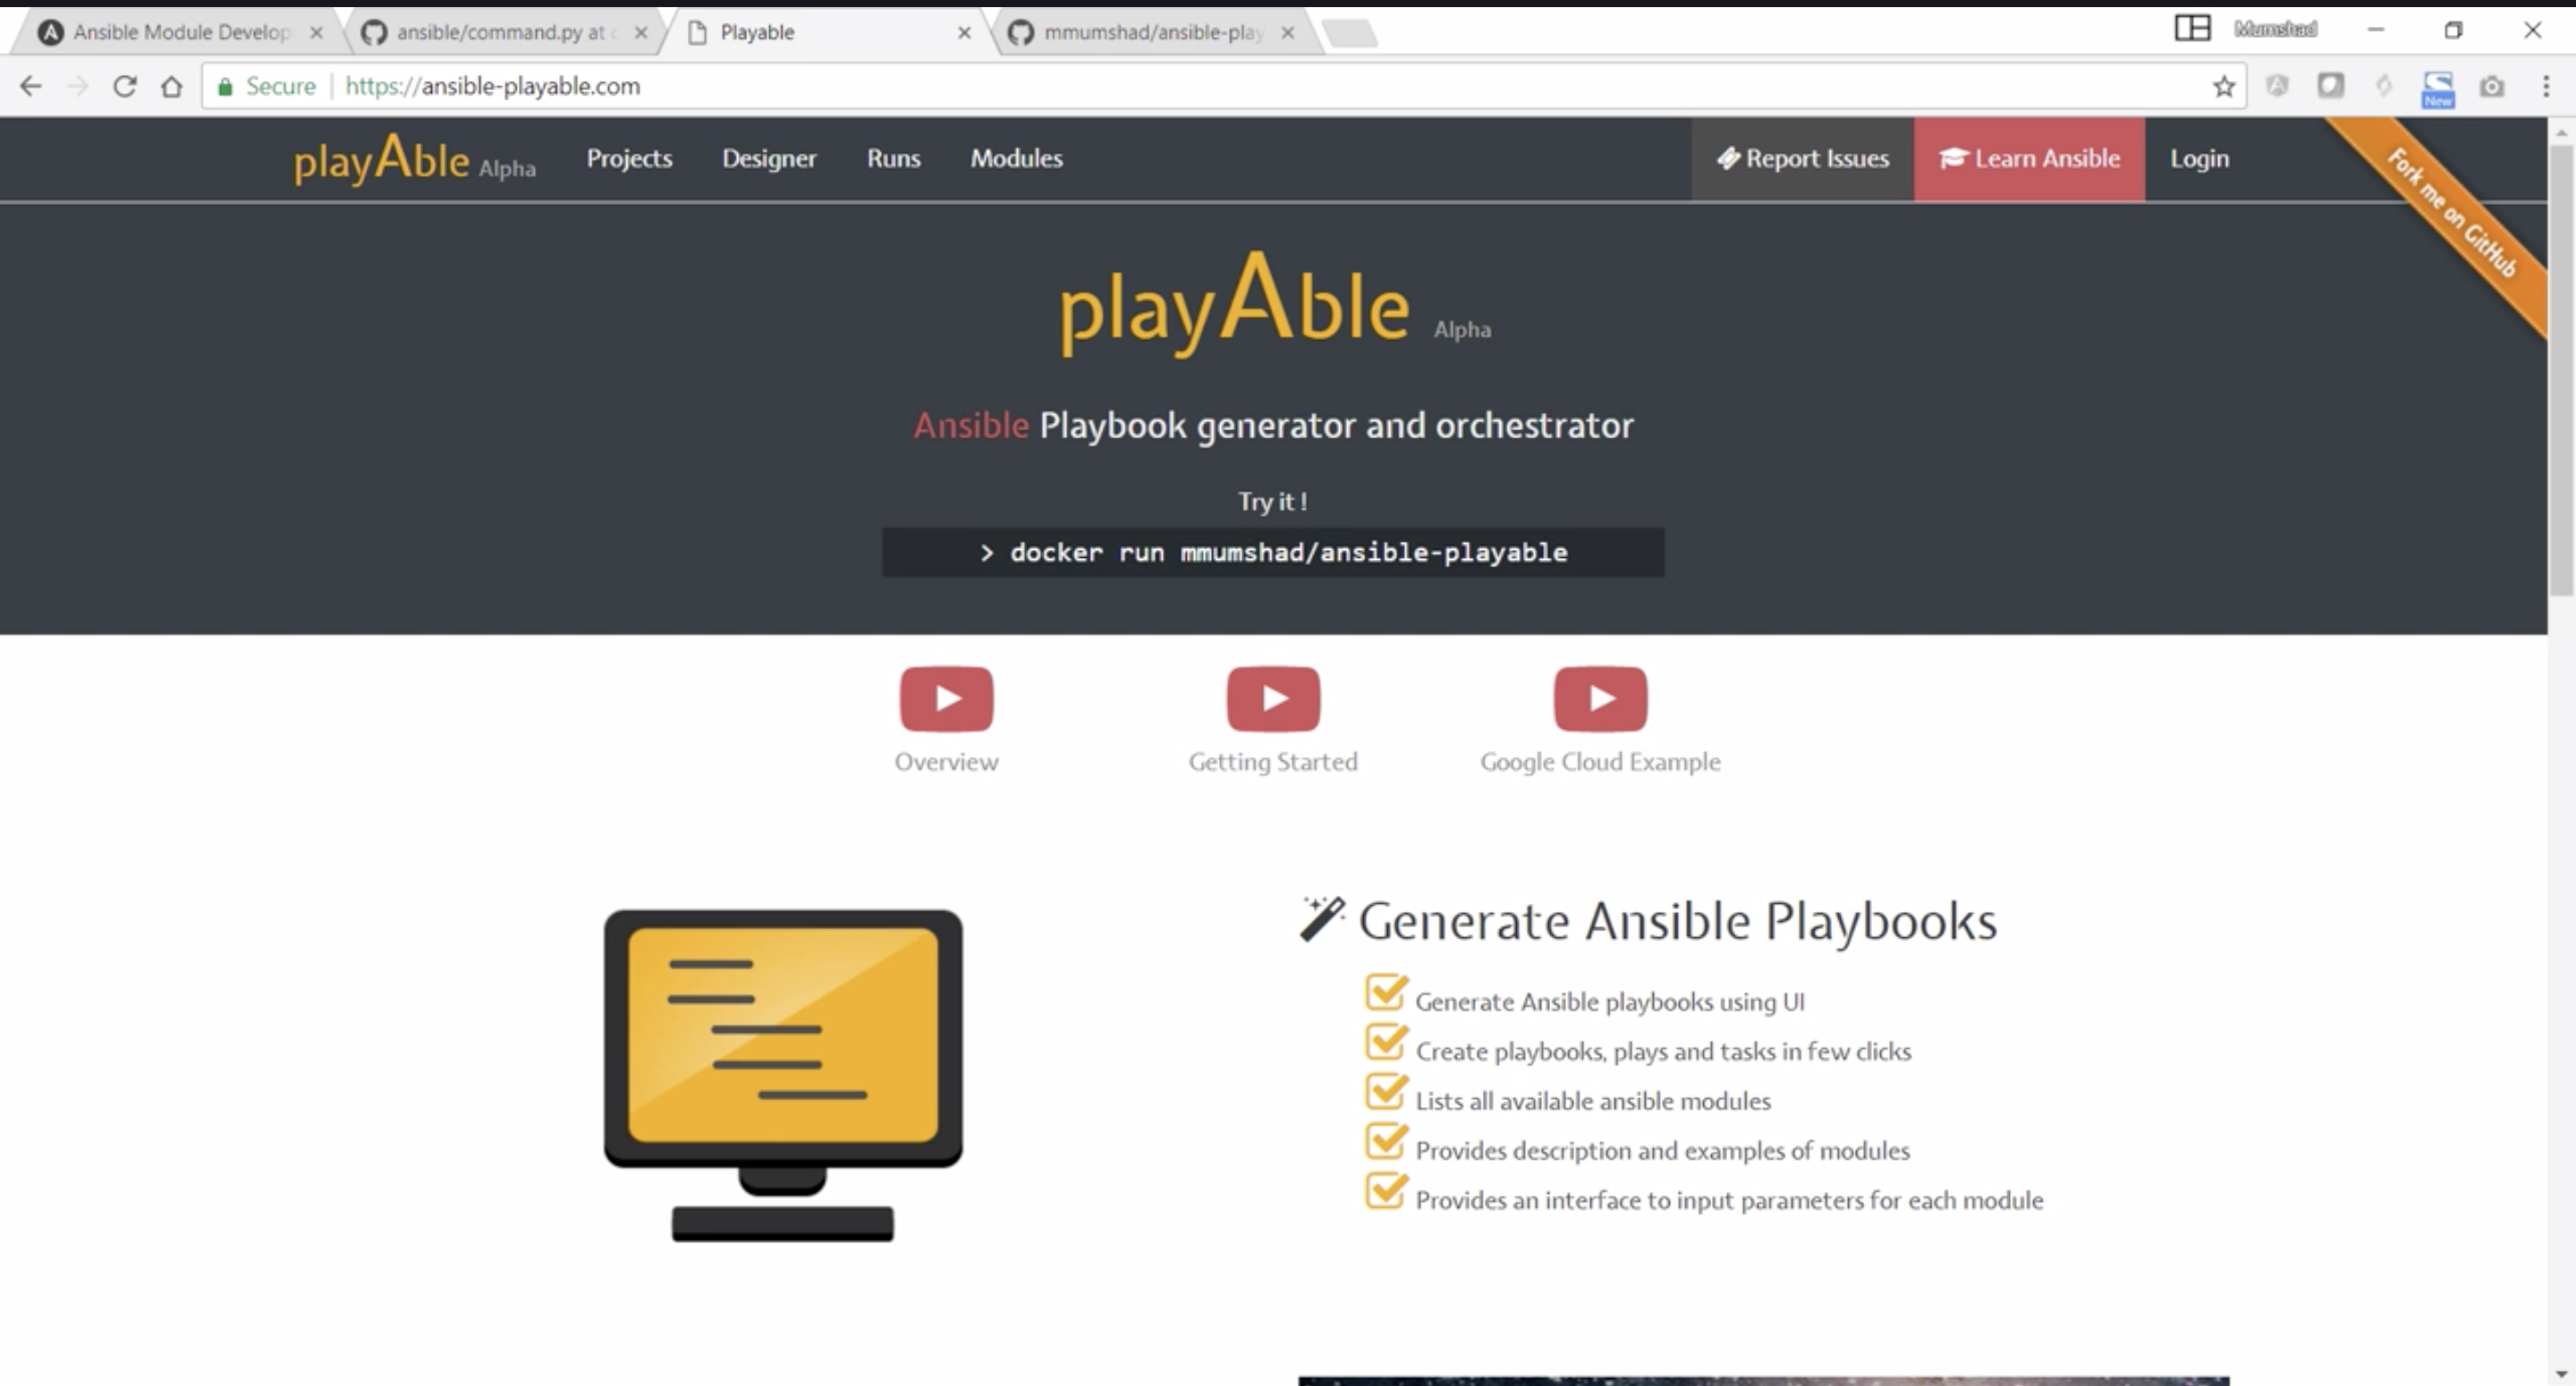 Ansible Module Develop
ansible/command.py at
Playable
mmumshad/ansible-play
Mumshad
Secure
https://ansible-playable.com
New
playAble Alpha
Projects
Designer
Runs
Modules
Report Issues
Learn Ansible
Login
Fork me on GitHub
playAble Alpha
Ansible Playbook generator and orchestrator
Try it !
> docker run mmumshad/ansible-playable
Overview
Getting Started
Google Cloud Example
Generate Ansible Playbooks
Generate Ansible playbooks using UI
Create playbooks, plays and tasks in few clicks
Lists all available ansible modules
Provides description and examples of modules
Provides an interface to input parameters for each module